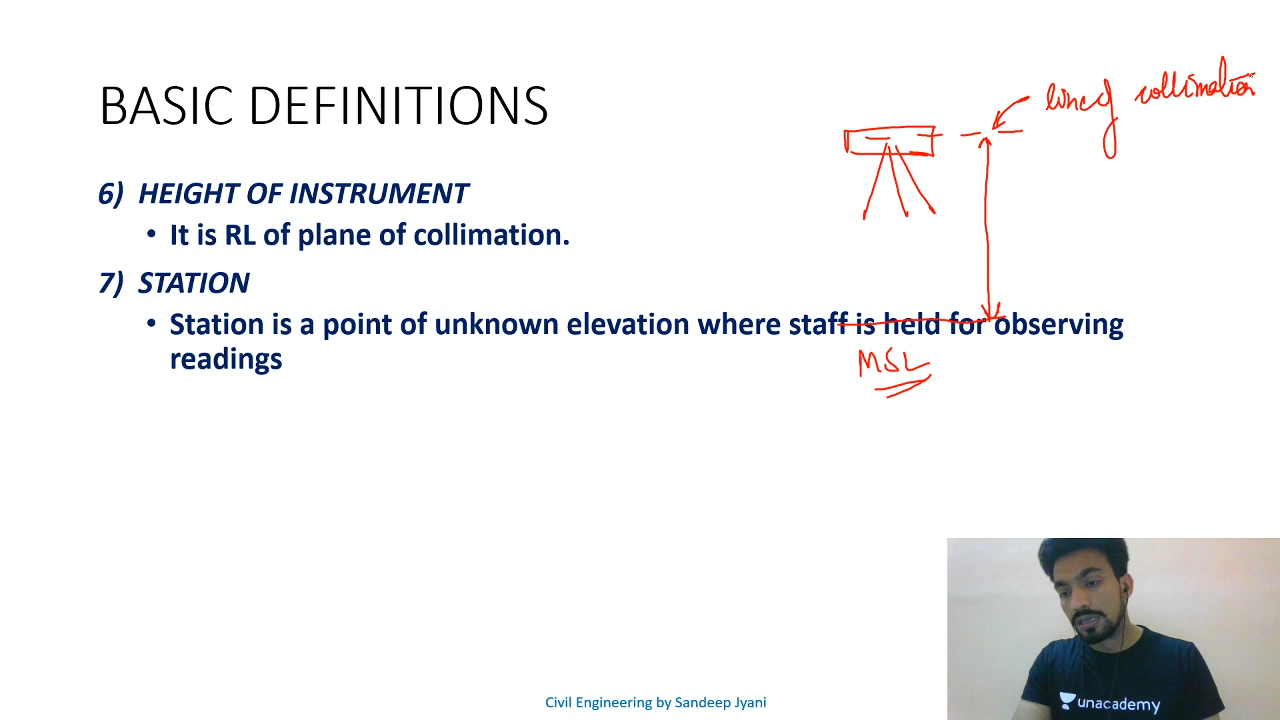 BASIC DEFINITIONS
line of collimation
6) HEIGHT OF INSTRUMENT
• It is RL of plane of collimation.
7) STATION
• Station is a point of unknown elevation where staff is held for observing
readings
MSL
unacademy
Civil Engineering by Sandeep Jyani